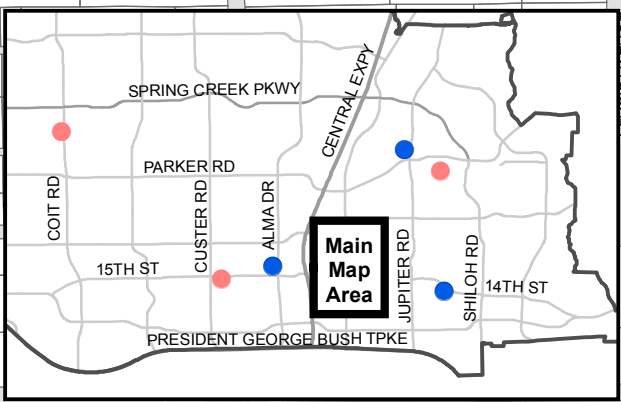 SPRING CREEK PKWY
CENTRAL EXPY
PARKER RD
COIT RD
CUSTER RD
ALMA DR
15TH ST
Main
Map
Area
JUPITER RD
SHILOH RD
14TH ST
PRESIDENT GEORGE BUSH TPKE